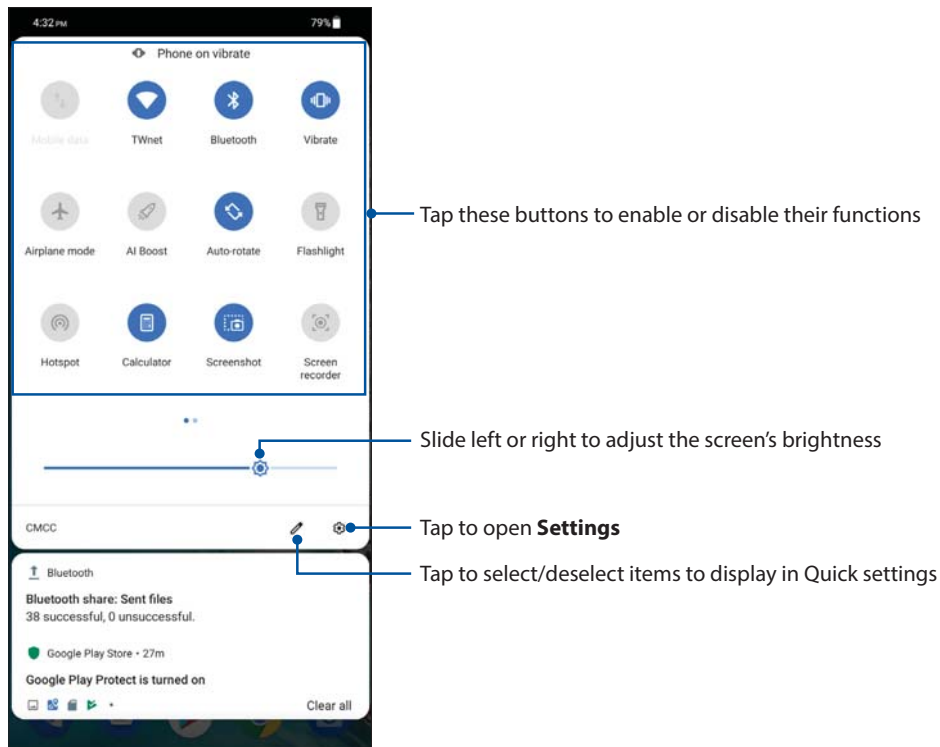 4:32 PM 79%
Phone on vibrate
Mobile data TWnet Bluetooth Vibrate
Tap these buttons to enable or disable their functions
Airplane mode AI Boost Auto-rotate Flashlight
Hotspot Calculator Screenshot Screen
recorder
Slide left or right to adjust the screen's brightness
CMCC
Tap to open Settings
Tap to select/deselect items to display in Quick settings
Bluetooth
Bluetooth share: Sent files
38 successful, 0 unsuccessful.
Google Play Store • 27m
Google Play Protect is turned on
Clear all